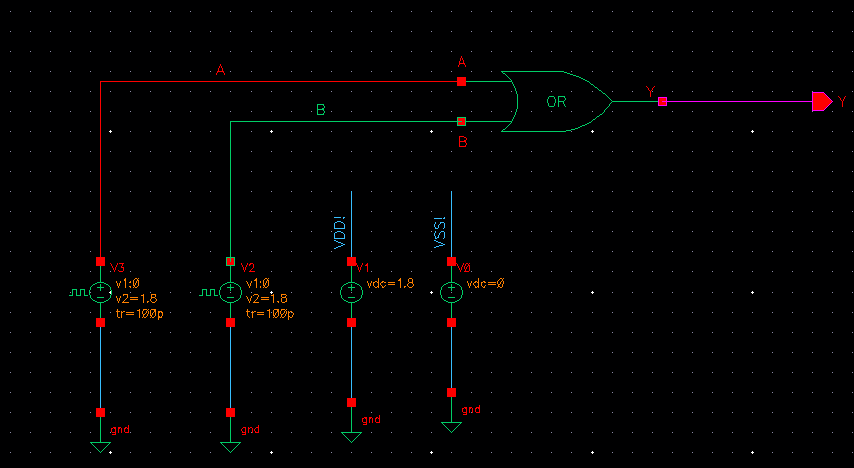 A
A
B
OR
Y
Y
B
VDD!
VSS!
V3
v1:0
v2=1.8
tr=100p
V2
v1:0
v2=1.8
tr=100p
V1
vdc=1.8
V0
vdc=0
gnd
gnd
gnd
gnd